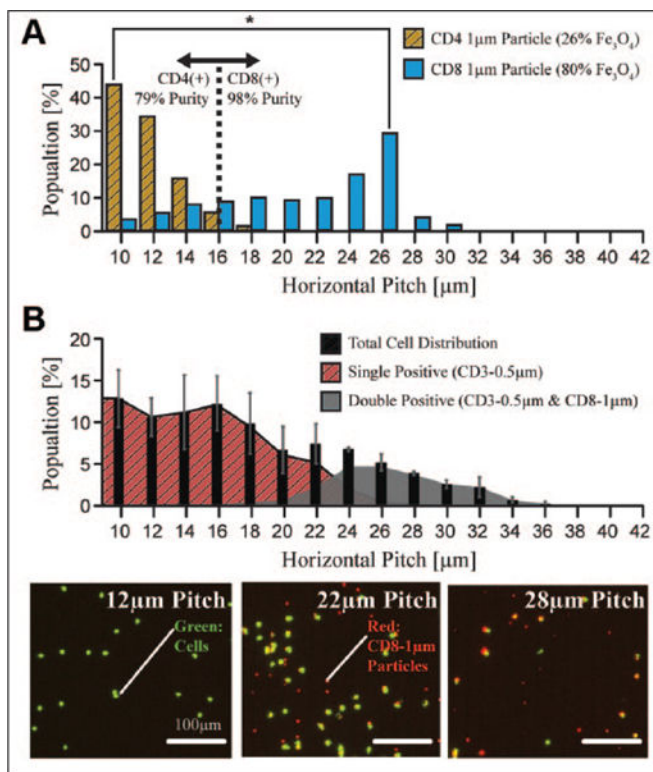 A
*
CD4 1µm Particle (26% Fe₃O₄)
CD8 1µm Particle (80% Fe₃O₄)
CD4(+)
79% Purity
CD8(+)
98% Purity
Popualtion [%]
50
40
30
20
10
0
10 12 14 16 18 20 22 24 26 28 30 32 34 36 38 40 42
Horizontal Pitch [µm]
B
Total Cell Distribution
Single Positive (CD3-0.5µm)
Double Positive (CD3-0.5µm & CD8-1µm)
Popualtion [%]
20
15
10
5
0
10 12 14 16 18 20 22 24 26 28 30 32 34 36 38 40 42
Horizontal Pitch [µm]
12µm Pitch
Green:
Cells
100µm
22µm Pitch
Red:
CD8-1µm
Particles
28µm Pitch